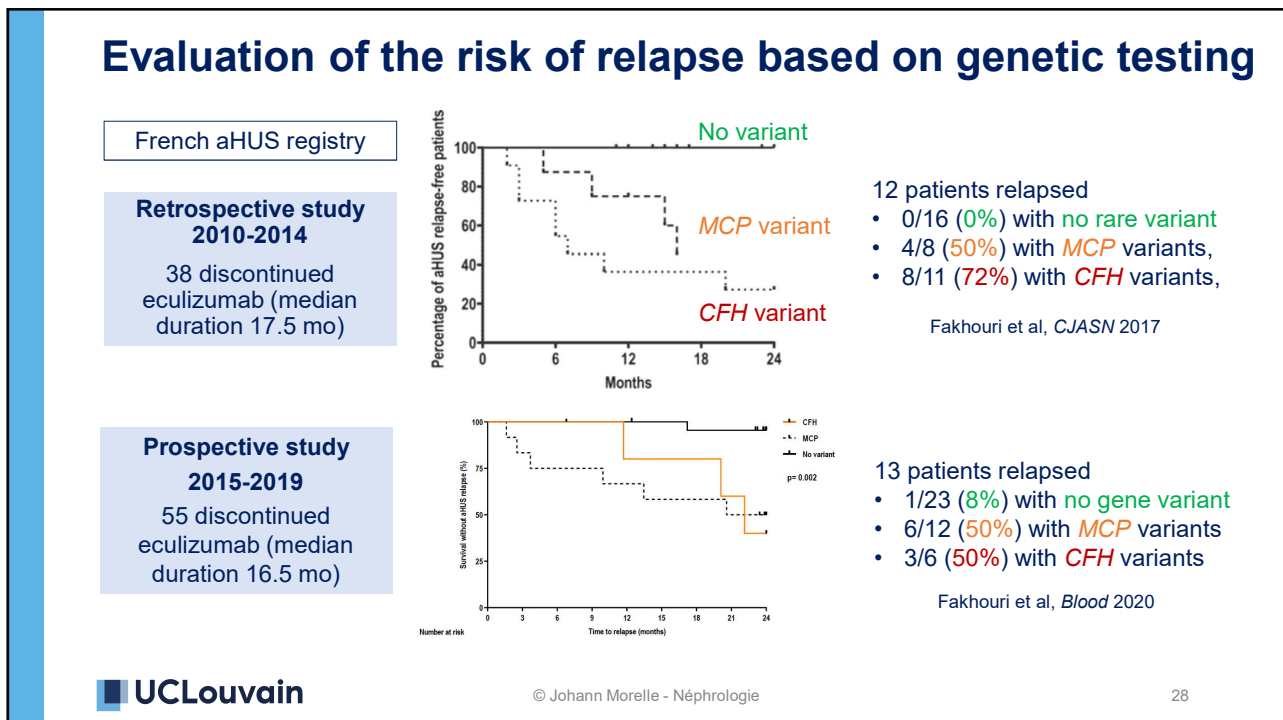 Evaluation of the risk of relapse based on genetic testing
French aHUS registry
Retrospective study
2010-2014
38 discontinued
eculizumab (median
duration 17.5 mo)
Percentage of aHUS relapse-free patients
100
80
60
40
20
0
0 6 12 18 24
Months
No variant
MCP variant
CFH variant
12 patients relapsed
• 0/16 (0%) with no rare variant
• 4/8 (50%) with MCP variants,
• 8/11 (72%) with CFH variants,
Fakhouri et al, CJASN 2017
Prospective study
2015-2019
55 discontinued
eculizumab (median
duration 16.5 mo)
Survival without aHUS relapse (%)
100
75
50
25
0
0 3 6 9 12 15 18 21 24
Number at risk
Time to relapse (months)
CFH
MCP
No variant
p= 0.002
13 patients relapsed
• 1/23 (8%) with no gene variant
• 6/12 (50%) with MCP variants
• 3/6 (50%) with CFH variants
Fakhouri et al, Blood 2020
UCLouvain
© Johann Morelle - Néphrologie
28